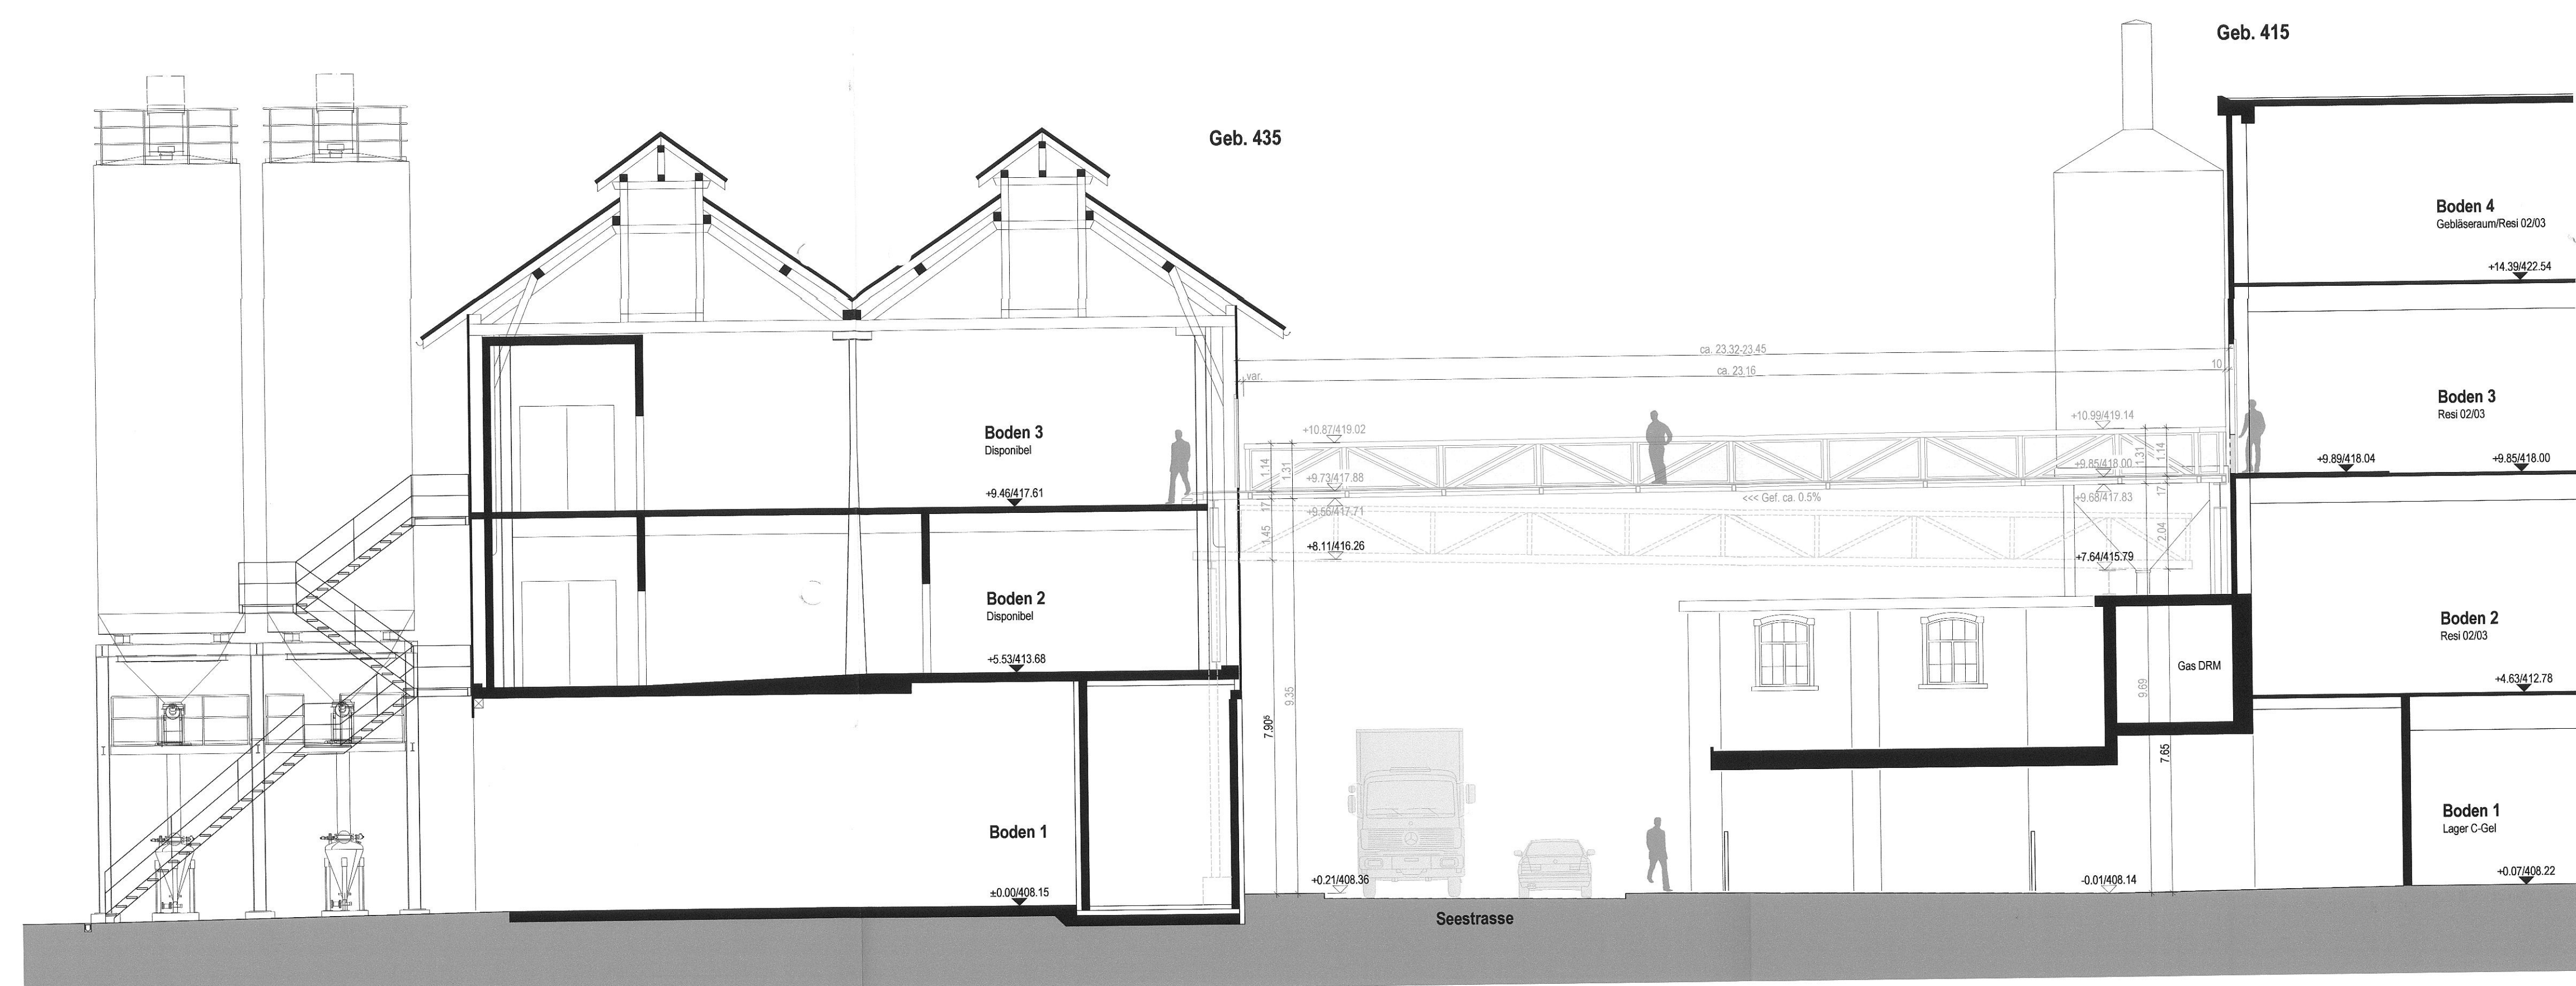 Geb. 415
Geb. 435
Boden 4
Gebläseraum/Resi 02/03
+14.39/422.54
ca. 23.32-23.45
var.
ca. 23.16
10
Boden 3
Resi 02/03
+9.89/418.04
+9.85/418.00
Boden 3
Disponibel
+9.46/417.61
+10.87/419.02
+10.99/419.14
1.14
1.31
+9.73/417.88
+9.85/418.00
1.31
1.14
<<< Gef. ca. 0.5%
+9.68/417.83
17
17
+9.56/417.71
1.45
2.04
+8.11/416.26
+7.64/415.79
Boden 2
Disponibel
+5.53/413.68
Boden 2
Resi 02/03
+4.63/412.78
Gas DRM
7.90⁵
9.35
9.69
7.65
Boden 1
±0.00/408.15
Boden 1
Lager C-Gel
+0.07/408.22
+0.21/408.36
-0.01/408.14
Seestrasse